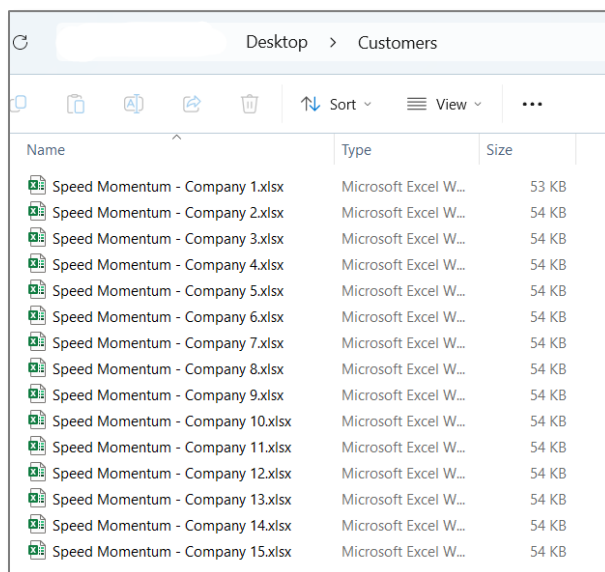 Desktop > Customers
Sort View ...
Name Type Size
Speed Momentum - Company 1.xlsx Microsoft Excel W... 53 KB
Speed Momentum - Company 2.xlsx Microsoft Excel W... 54 KB
Speed Momentum - Company 3.xlsx Microsoft Excel W... 54 KB
Speed Momentum - Company 4.xlsx Microsoft Excel W... 54 KB
Speed Momentum - Company 5.xlsx Microsoft Excel W... 54 KB
Speed Momentum - Company 6.xlsx Microsoft Excel W... 54 KB
Speed Momentum - Company 7.xlsx Microsoft Excel W... 54 KB
Speed Momentum - Company 8.xlsx Microsoft Excel W... 54 KB
Speed Momentum - Company 9.xlsx Microsoft Excel W... 54 KB
Speed Momentum - Company 10.xlsx Microsoft Excel W... 54 KB
Speed Momentum - Company 11.xlsx Microsoft Excel W... 54 KB
Speed Momentum - Company 12.xlsx Microsoft Excel W... 54 KB
Speed Momentum - Company 13.xlsx Microsoft Excel W... 54 KB
Speed Momentum - Company 14.xlsx Microsoft Excel W... 54 KB
Speed Momentum - Company 15.xlsx Microsoft Excel W... 54 KB